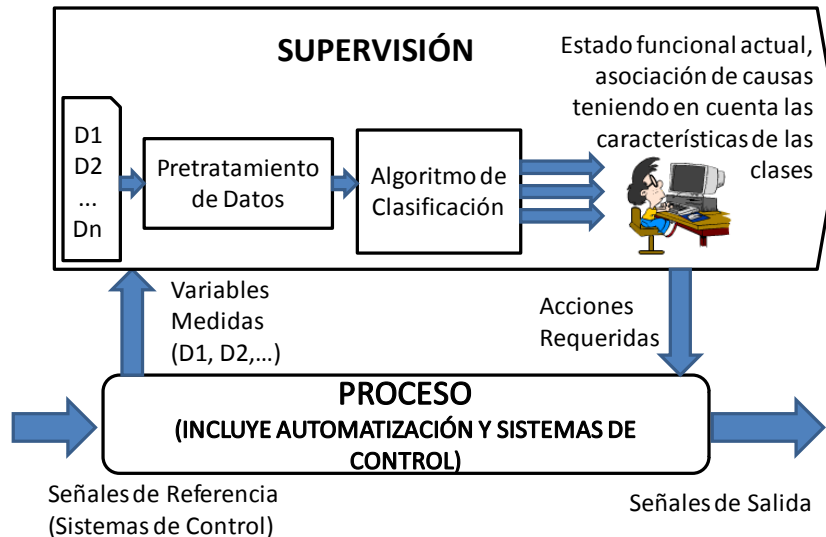 SUPERVISIÓN
Estado funcional actual,
asociación de causas
teniendo en cuenta las
características de las
clases
D1
D2
...
Dn
Pretratamiento
de Datos
Algoritmo de
Clasificación
Variables
Medidas
(D1, D2,...)
Acciones
Requeridas
PROCESO
(INCLUYE AUTOMATIZACIÓN Y SISTEMAS DE
CONTROL)
Señales de Referencia
(Sistemas de Control)
Señales de Salida